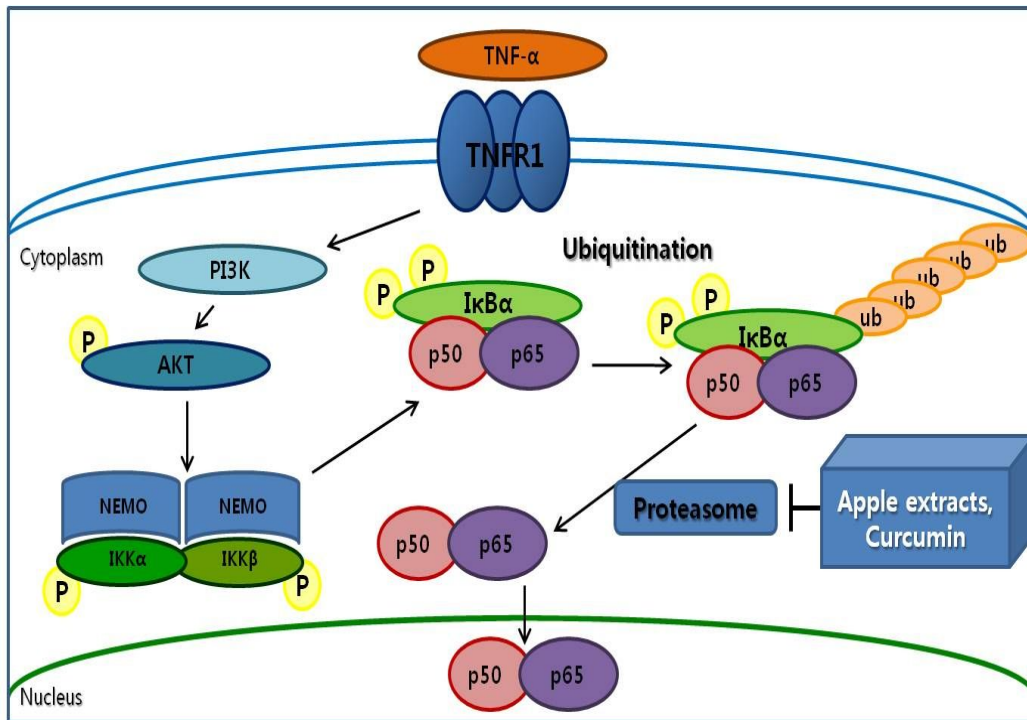 TNF-α
TNFR1
Cytoplasm
Ubiquitination
PI3K
P
P
IκBα
p50
p65
P
P
IκBα
ub
ub
ub
ub
ub
p50
p65
P
AKT
NEMO
NEMO
IKKα
IKKβ
P
P
Proteasome
Apple extracts,
Curcumin
p50
p65
p50
p65
Nucleus